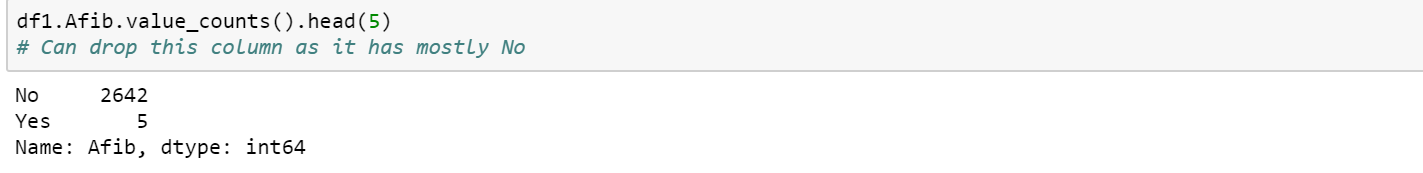 df1.Afib.value_counts().head(5)
# Can drop this column as it has mostly No
No     2642
Yes       5
Name: Afib, dtype: int64